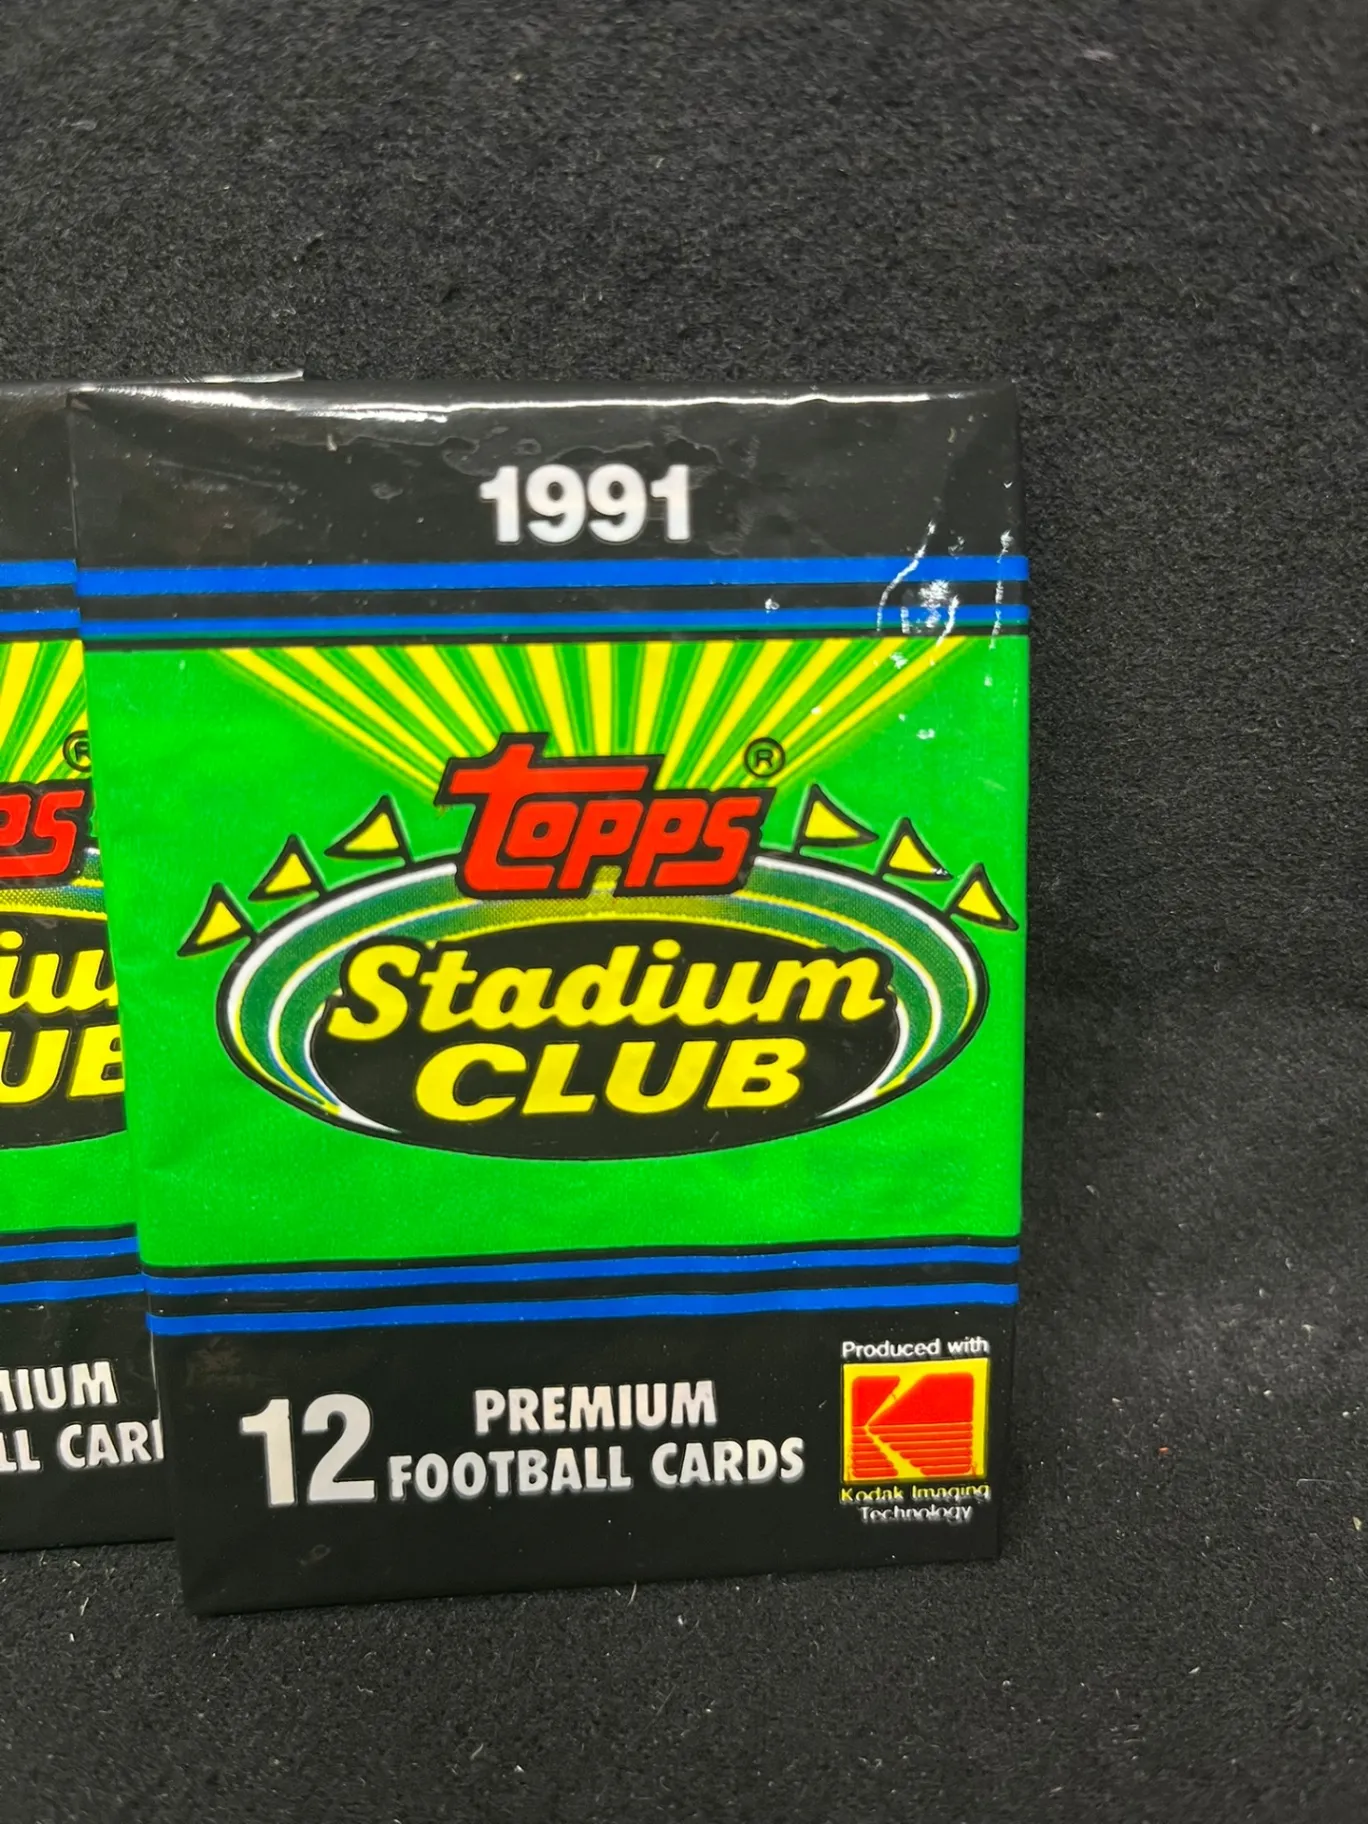 1991
topps®
Stadium
CLUB
12 PREMIUM
FOOTBALL CARDS
Produced with
Kodak Imaging
Technology
®